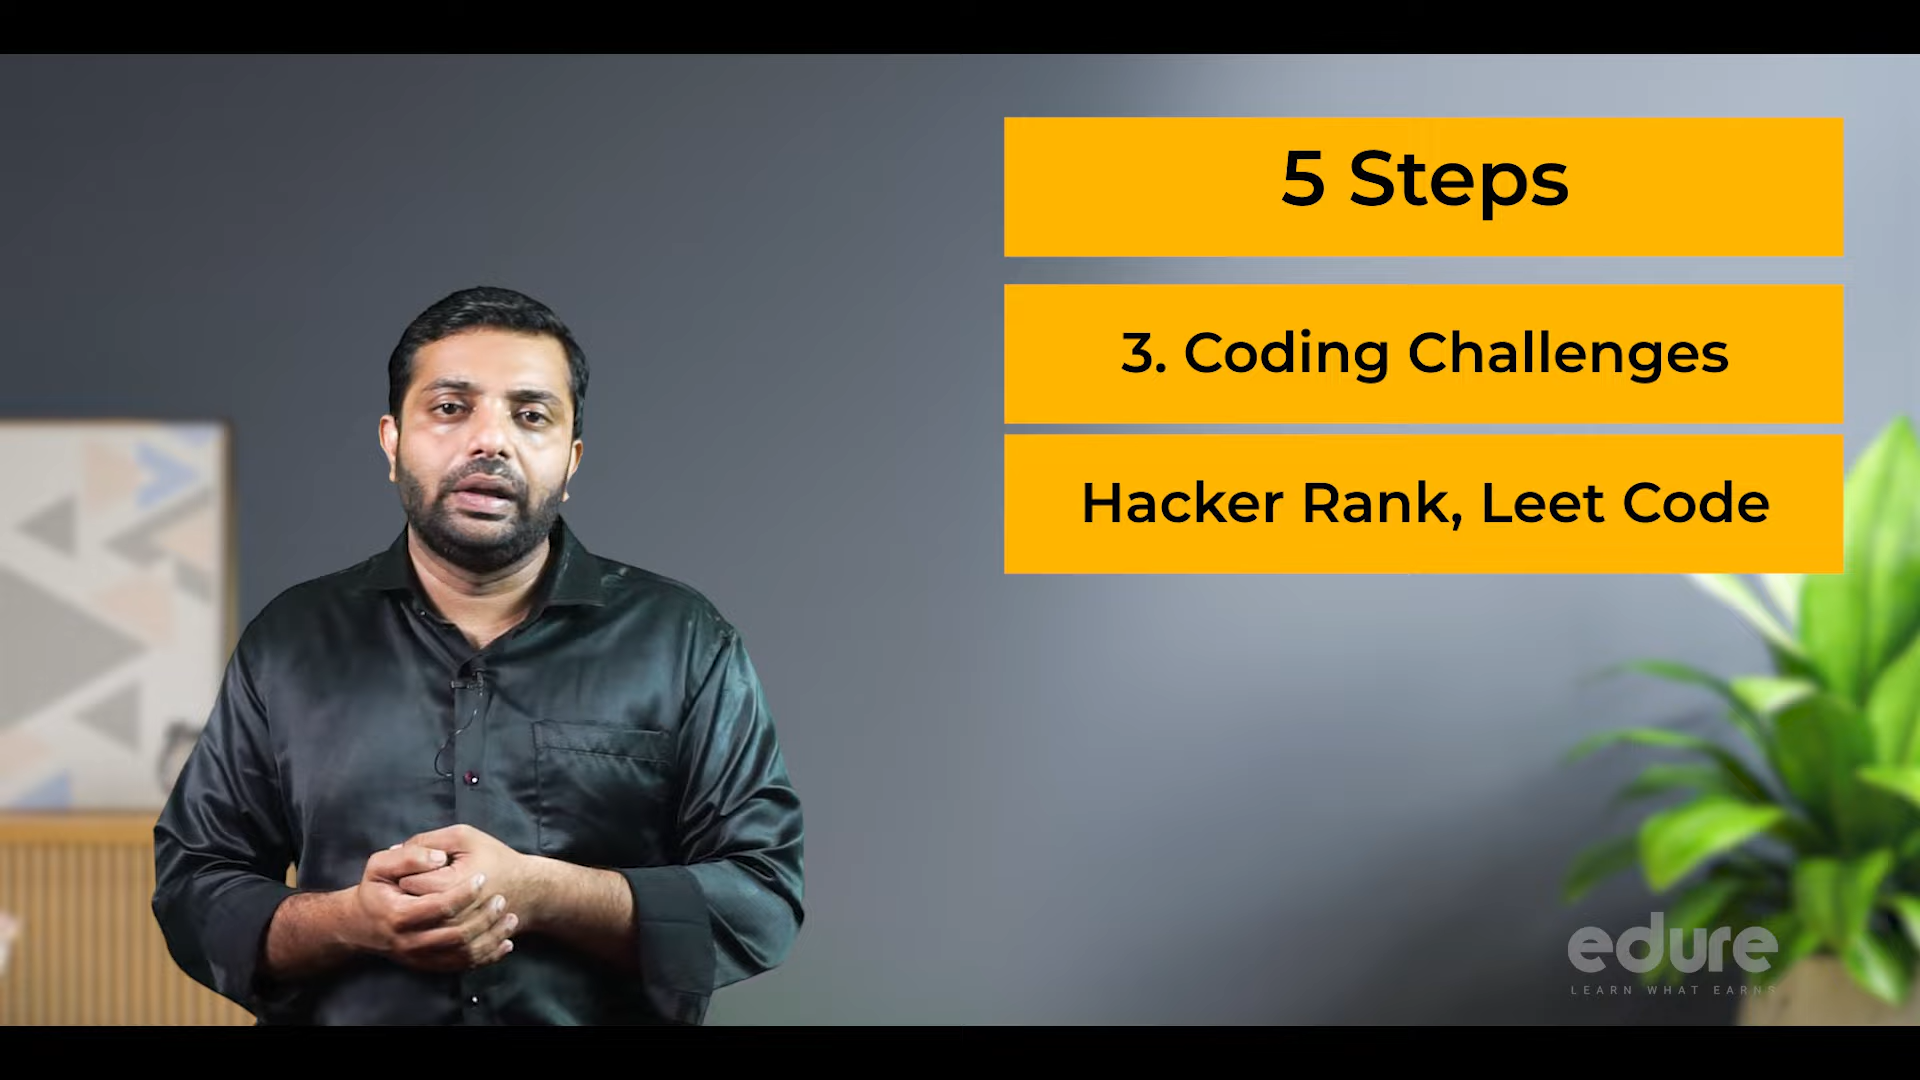 5 Steps
3. Coding Challenges
Hacker Rank, Leet Code
edure
LEARN WHAT EARNS